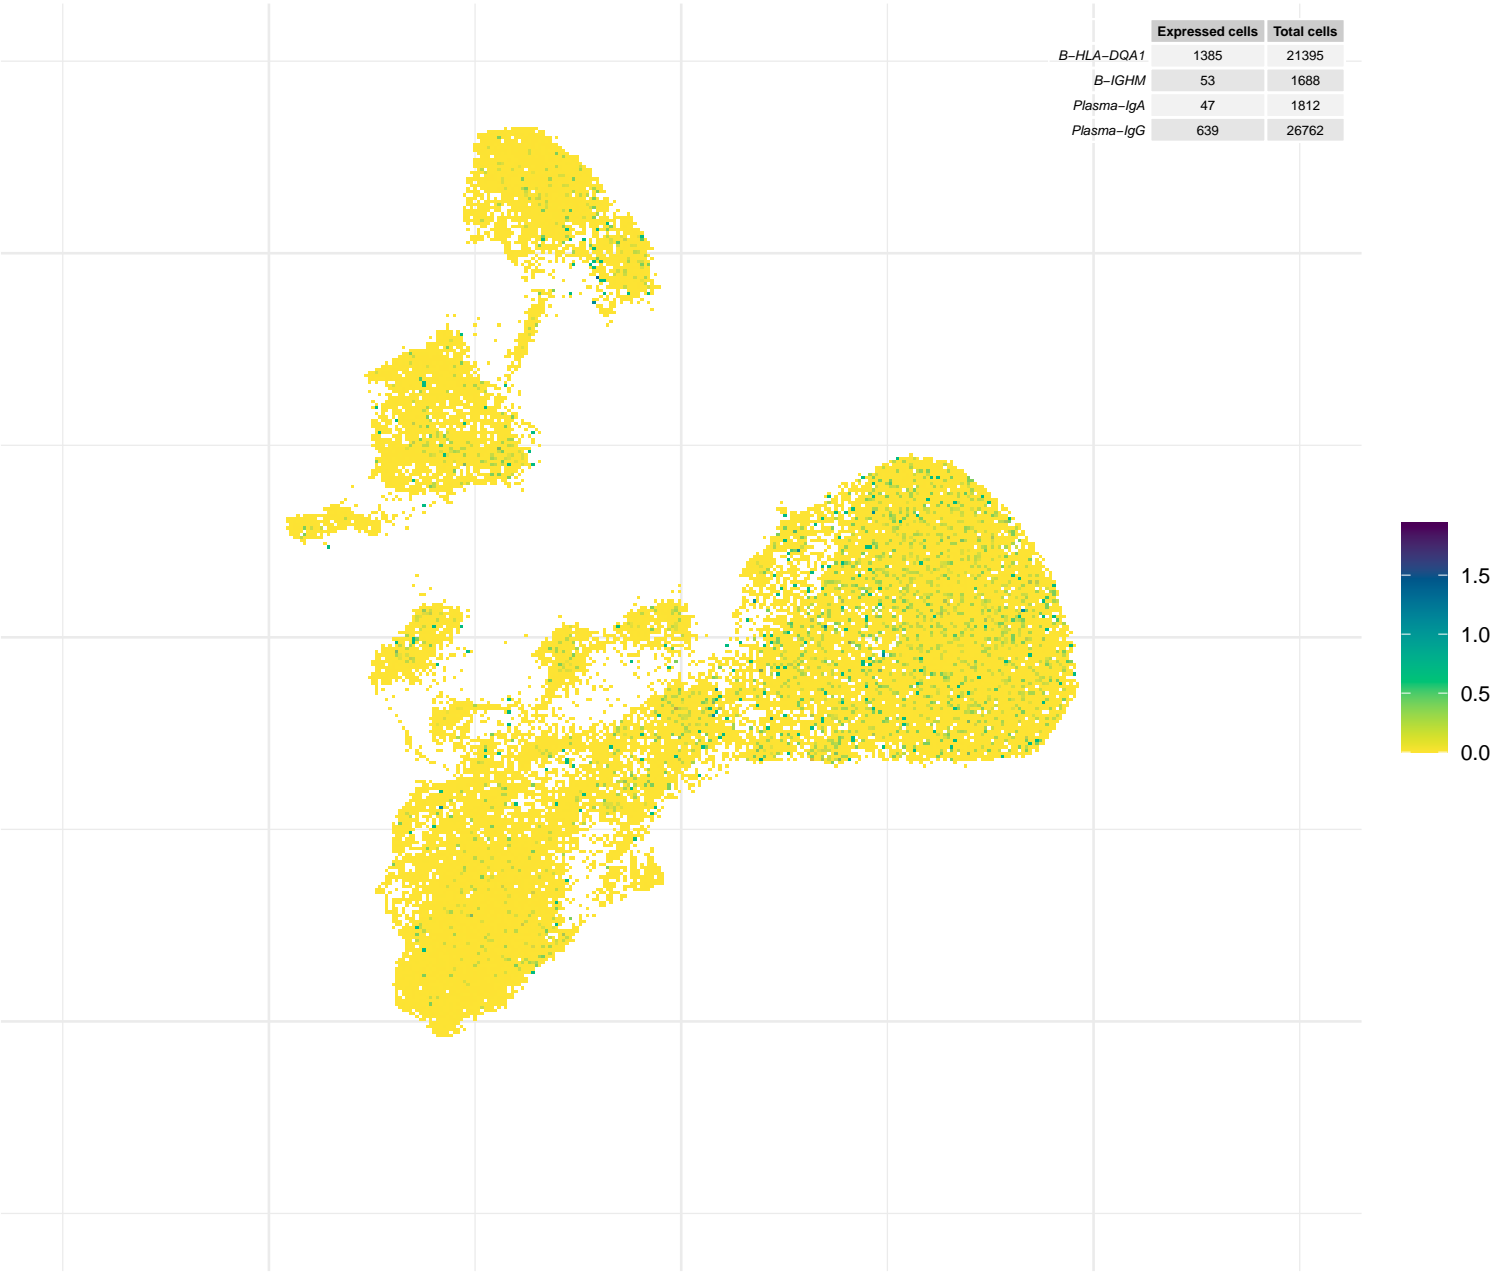 Expressed cells Total cells
B−HLA−DQA1 1385 21395
B−IGHM 53 1688
Plasma−IgA 47 1812
Plasma−IgG 639 26762
1.5
1.0
0.5
0.0